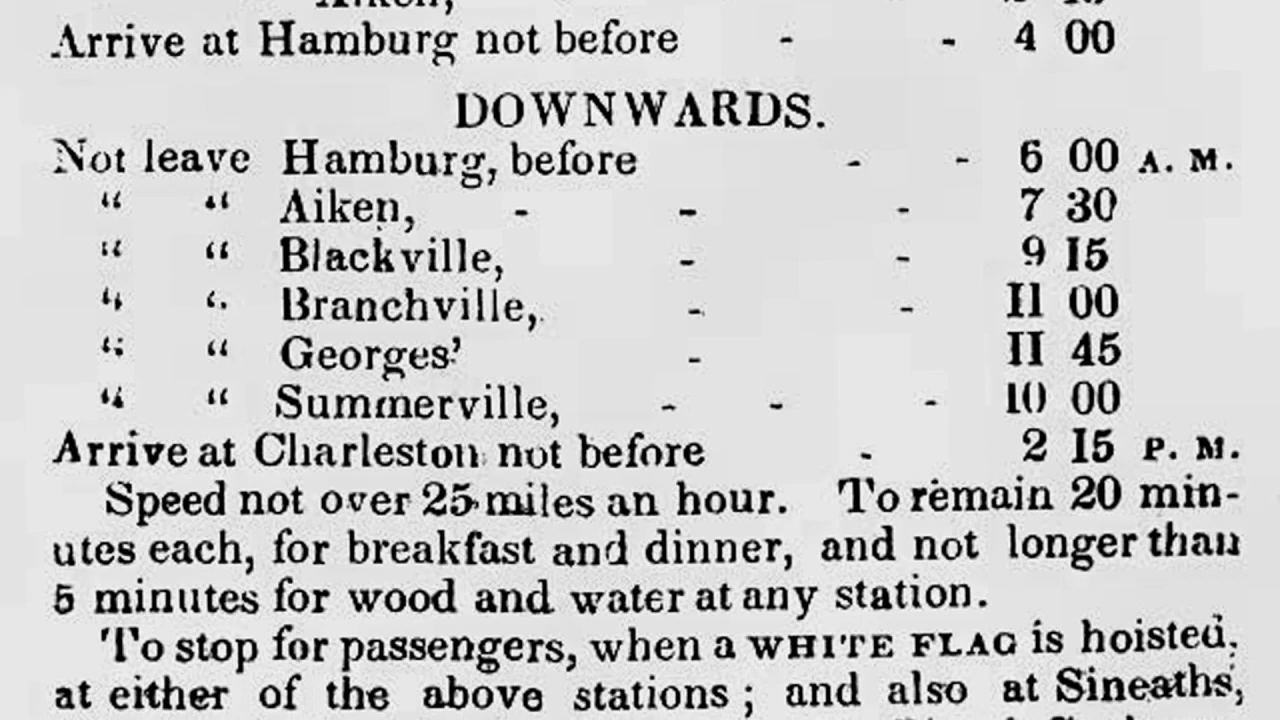 Arrive at Hamburg not before - - 4 00
DOWNWARDS.
Not leave Hamburg, before - - 6 00 A. M.
“ “ Aiken, - - - 7 30
“ “ Blackville, - - 9 15
“ “ Branchville, - - 11 00
“ “ Georges’ - 11 45
“ “ Summerville, - - - 10 00
Arrive at Charleston not before - 2 15 P. M.
Speed not over 25 miles an hour. To remain 20 min-
utes each, for breakfast and dinner, and not longer than
5 minutes for wood and water at any station.
To stop for passengers, when a WHITE FLAG is hoisted,
at either of the above stations ; and also at Sineaths,